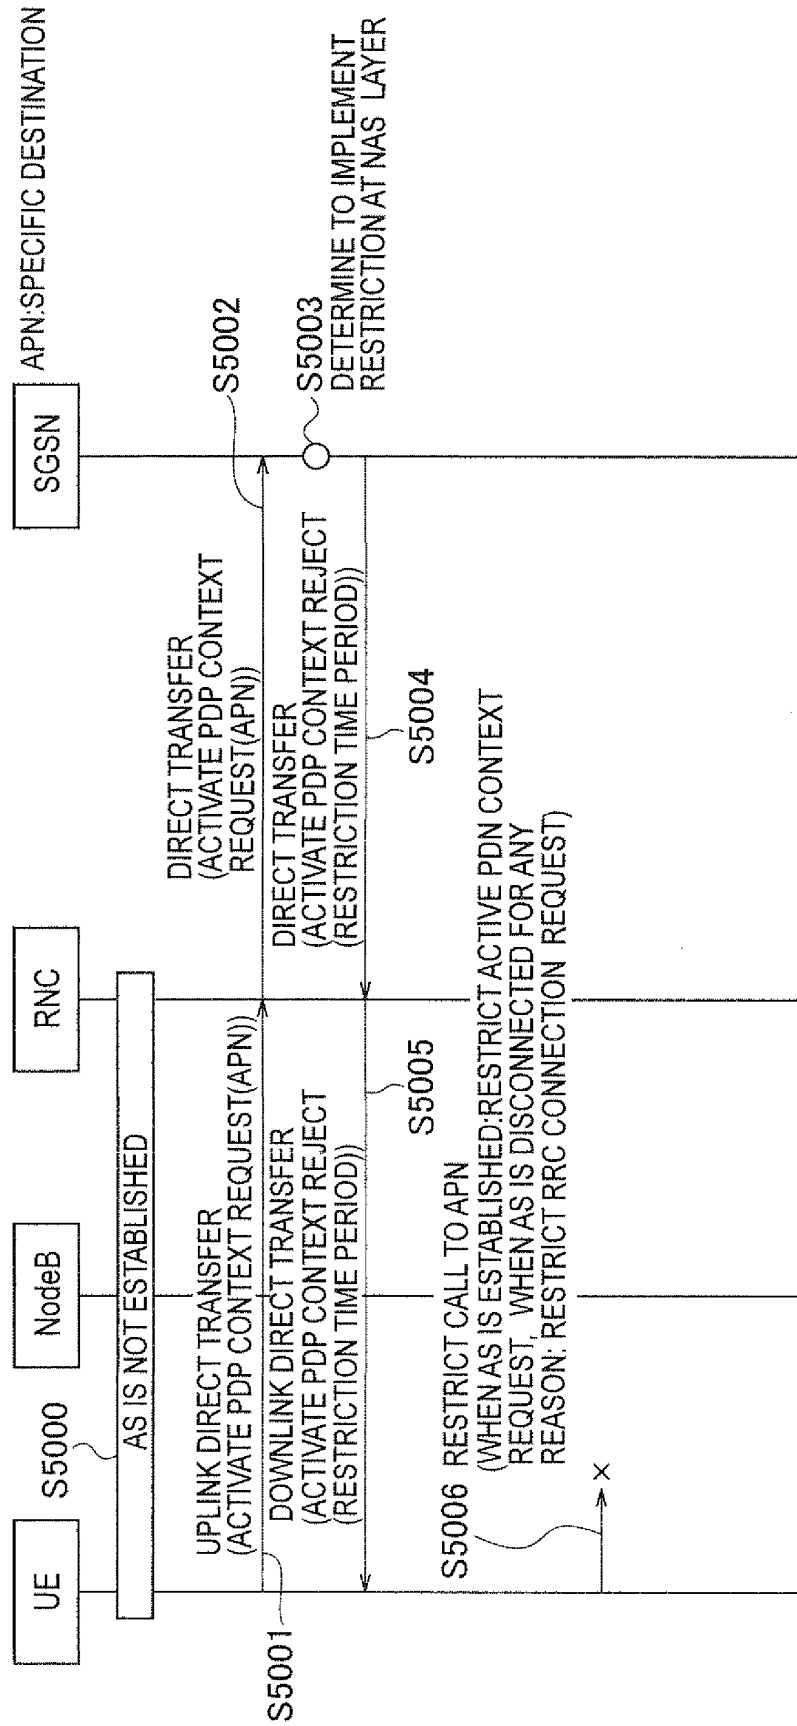 UE
NodeB
RNC
SGSN
APN:SPECIFIC DESTINATION
S5000
AS IS NOT ESTABLISHED
UPLINK DIRECT TRANSFER
(ACTIVATE PDP CONTEXT REQUEST(APN))
S5001
DIRECT TRANSFER
(ACTIVATE PDP CONTEXT
REQUEST(APN))
S5002
S5003
DETERMINE TO IMPLEMENT
RESTRICTION AT NAS LAYER
DIRECT TRANSFER
(ACTIVATE PDP CONTEXT REJECT
(RESTRICTION TIME PERIOD))
S5004
DOWNLINK DIRECT TRANSFER
(ACTIVATE PDP CONTEXT REJECT
(RESTRICTION TIME PERIOD))
S5005
S5006
RESTRICT CALL TO APN
(WHEN AS IS ESTABLISHED:RESTRICT ACTIVE PDN CONTEXT
REQUEST, WHEN AS IS DISCONNECTED FOR ANY
REASON: RESTRICT RRC CONNECTION REQUEST)
×